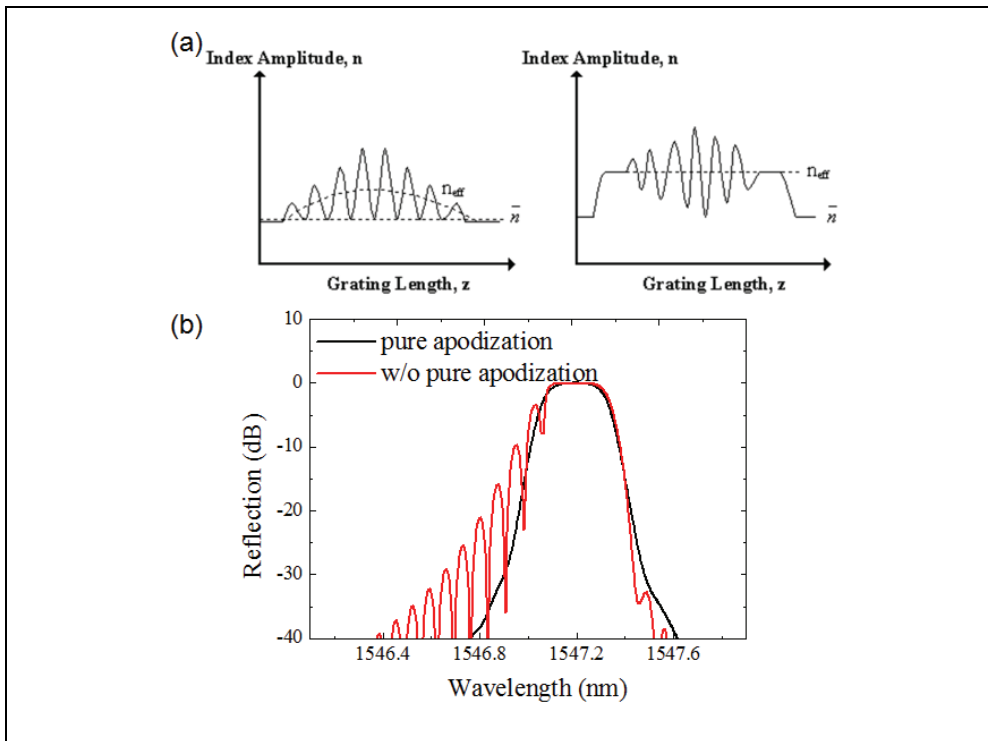 (a)
Index Amplitude, n
Index Amplitude, n
n_eff
n̅
n_eff
n̅
Grating Length, z
Grating Length, z
(b)
10
0
-10
-20
-30
-40
Reflection (dB)
pure apodization
w/o pure apodization
1546.4 1546.8 1547.2 1547.6
Wavelength (nm)